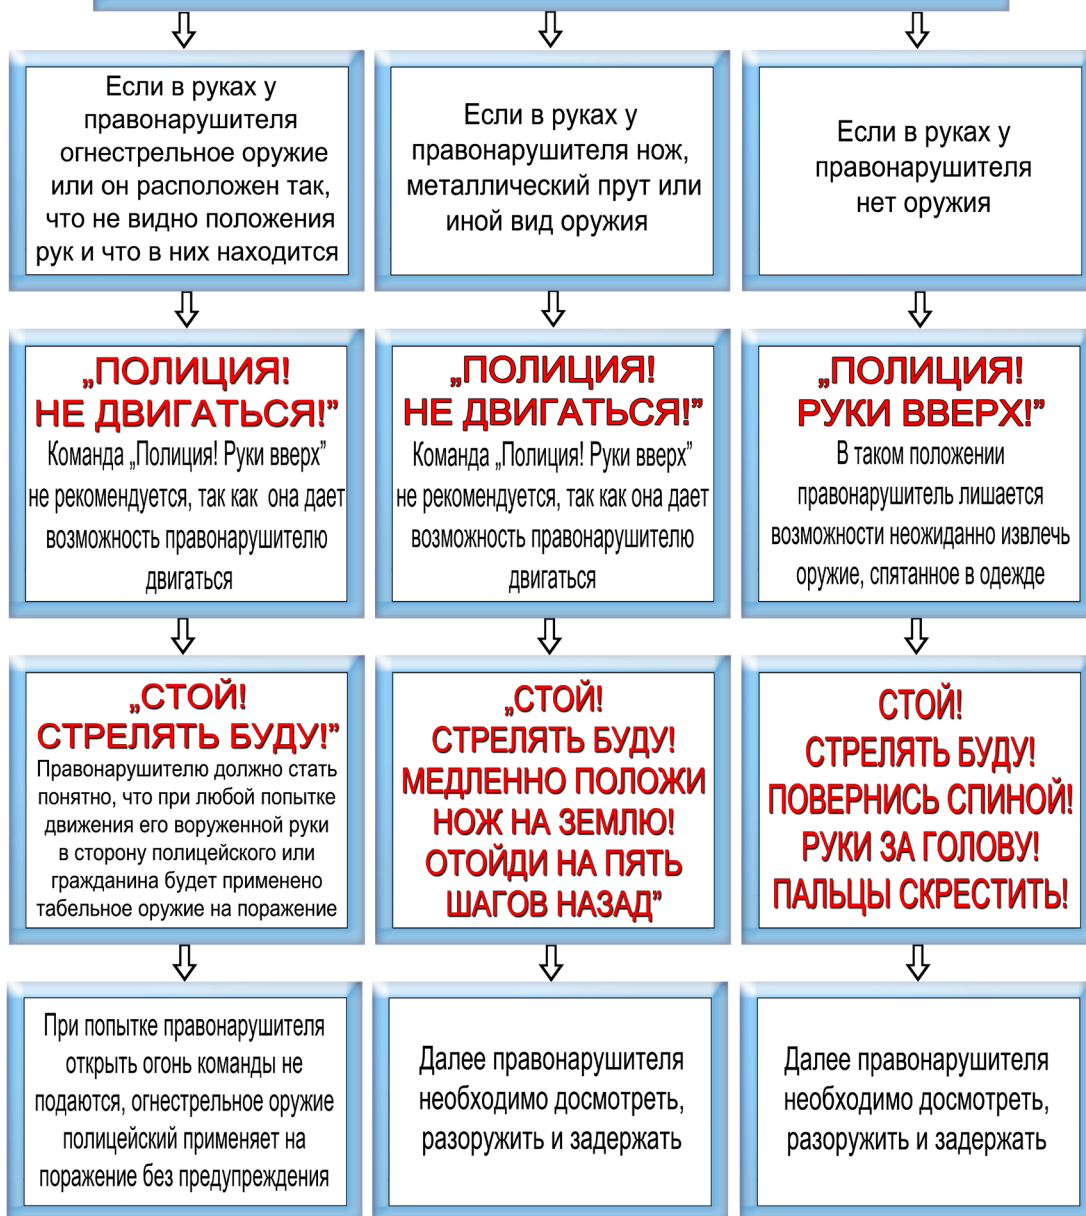 Если в руках у
правонарушителя
огнестрельное оружие
или он расположен так,
что не видно положения
рук и что в них находится
Если в руках у
правонарушителя нож,
металлический прут или
иной вид оружия
Если в руках у
правонарушителя
нет оружия
„ПОЛИЦИЯ!
НЕ ДВИГАТЬСЯ!”
Команда „Полиция! Руки вверх”
не рекомендуется, так как она дает
возможность правонарушителю
двигаться
„ПОЛИЦИЯ!
НЕ ДВИГАТЬСЯ!”
Команда „Полиция! Руки вверх”
не рекомендуется, так как она дает
возможность правонарушителю
двигаться
„ПОЛИЦИЯ!
РУКИ ВВЕРХ!”
В таком положении
правонарушитель лишается
возможности неожиданно извлечь
оружие, спятанное в одежде
„СТОЙ!
СТРЕЛЯТЬ БУДУ!”
Правонарушителю должно стать
понятно, что при любой попытке
движения его воруженной руки
в сторону полицейского или
гражданина будет применено
табельное оружие на поражение
„СТОЙ!
СТРЕЛЯТЬ БУДУ!
МЕДЛЕННО ПОЛОЖИ
НОЖ НА ЗЕМЛЮ!
ОТОЙДИ НА ПЯТЬ
ШАГОВ НАЗАД”
СТОЙ!
СТРЕЛЯТЬ БУДУ!
ПОВЕРНИСЬ СПИНОЙ!
РУКИ ЗА ГОЛОВУ!
ПАЛЬЦЫ СКРЕСТИТЬ!
При попытке правонарушителя
открыть огонь команды не
подаются, огнестрельное оружие
полицейский применяет на
поражение без предупреждения
Далее правонарушителя
необходимо досмотреть,
разоружить и задержать
Далее правонарушителя
необходимо досмотреть,
разоружить и задержать